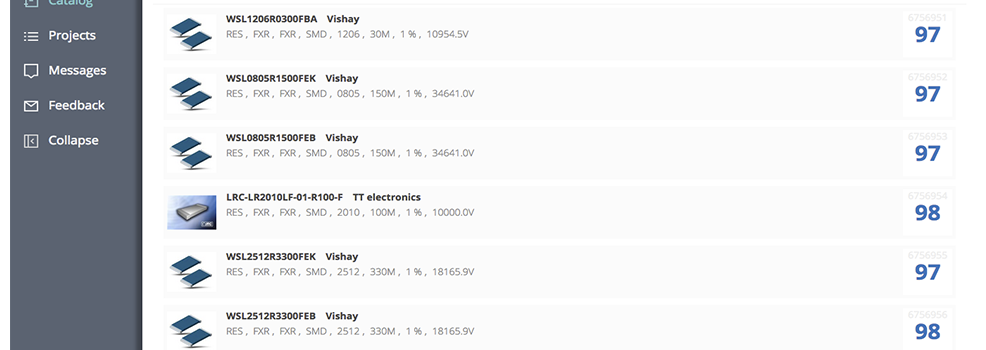 Catalog
Projects
Messages
Feedback
Collapse
WSL1206R0300FBA Vishay
RES , FXR , FXR , SMD , 1206 , 30M , 1 % , 10954.5V
6756951
97
WSL0805R1500FEK Vishay
RES , FXR , FXR , SMD , 0805 , 150M , 1 % , 34641.0V
6756952
97
WSL0805R1500FEB Vishay
RES , FXR , FXR , SMD , 0805 , 150M , 1 % , 34641.0V
6756953
97
LRC-LR2010LF-01-R100-F TT electronics
RES , FXR , FXR , SMD , 2010 , 100M , 1 % , 10000.0V
6756954
98
WSL2512R3300FEK Vishay
RES , FXR , FXR , SMD , 2512 , 330M , 1 % , 18165.9V
6756955
97
WSL2512R3300FEB Vishay
RES , FXR , FXR , SMD , 2512 , 330M , 1 % , 18165.9V
6756956
98